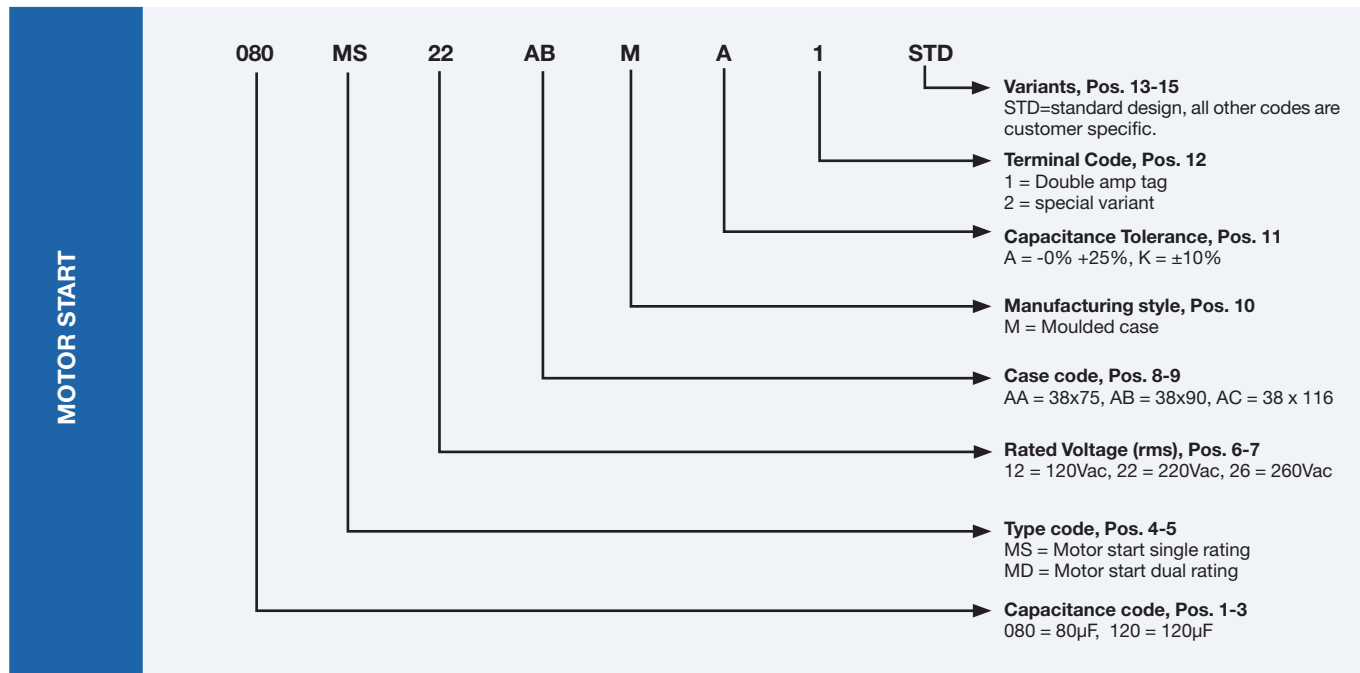 MOTOR START
080 MS 22 AB M A 1 STD
Variants, Pos. 13-15
STD=standard design, all other codes are
customer specific.
Terminal Code, Pos. 12
1 = Double amp tag
2 = special variant
Capacitance Tolerance, Pos. 11
A = -0% +25%, K = ±10%
Manufacturing style, Pos. 10
M = Moulded case
Case code, Pos. 8-9
AA = 38x75, AB = 38x90, AC = 38 x 116
Rated Voltage (rms), Pos. 6-7
12 = 120Vac, 22 = 220Vac, 26 = 260Vac
Type code, Pos. 4-5
MS = Motor start single rating
MD = Motor start dual rating
Capacitance code, Pos. 1-3
080 = 80µF, 120 = 120µF